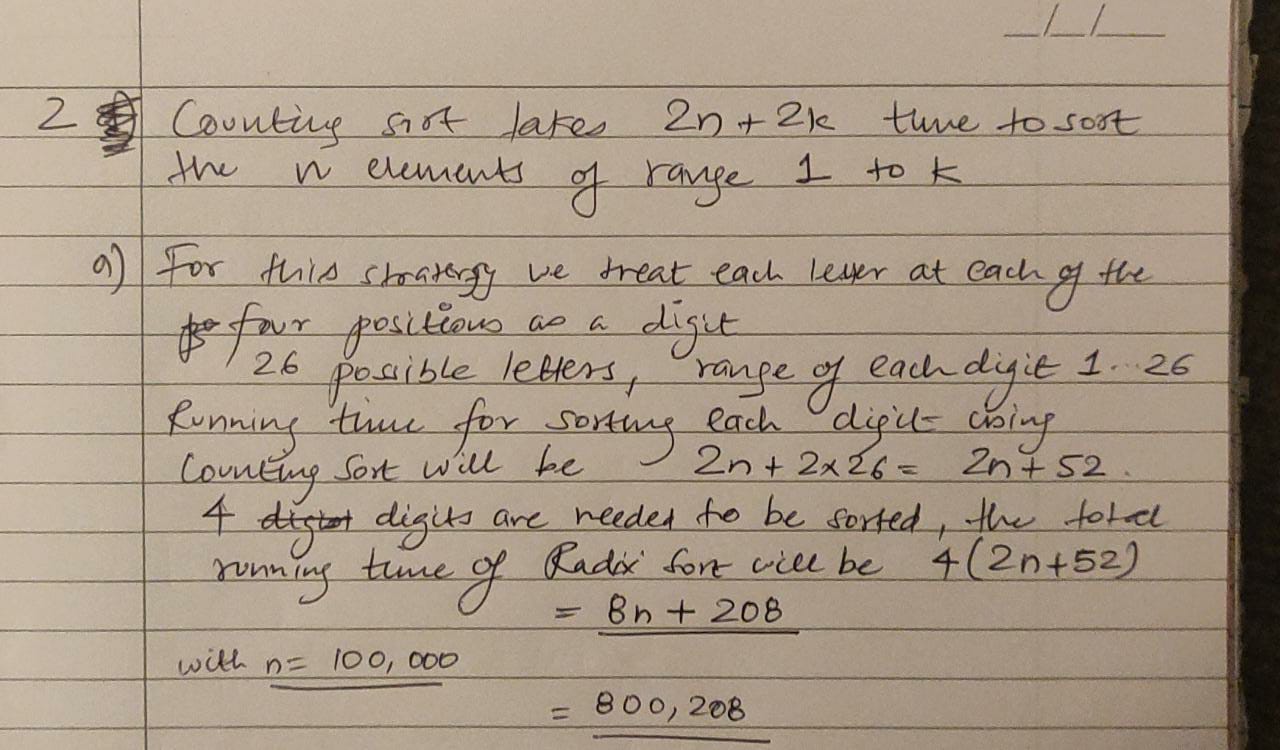 _/_/_
2 Counting sort takes 2n + 2k time to sort
the n elements of range 1 to k
a) For this stratergy we treat each letter at each of the
four positions as a digit
26 possible letters, range of each digit 1...26
Running time for sorting each digit using
Counting Sort will be 2n + 2x26 = 2n + 52.
4 digits are needed to be sorted, the total
running time of Radix Sort will be 4(2n+52)
= 8n + 208
with n = 100,000
= 800,208